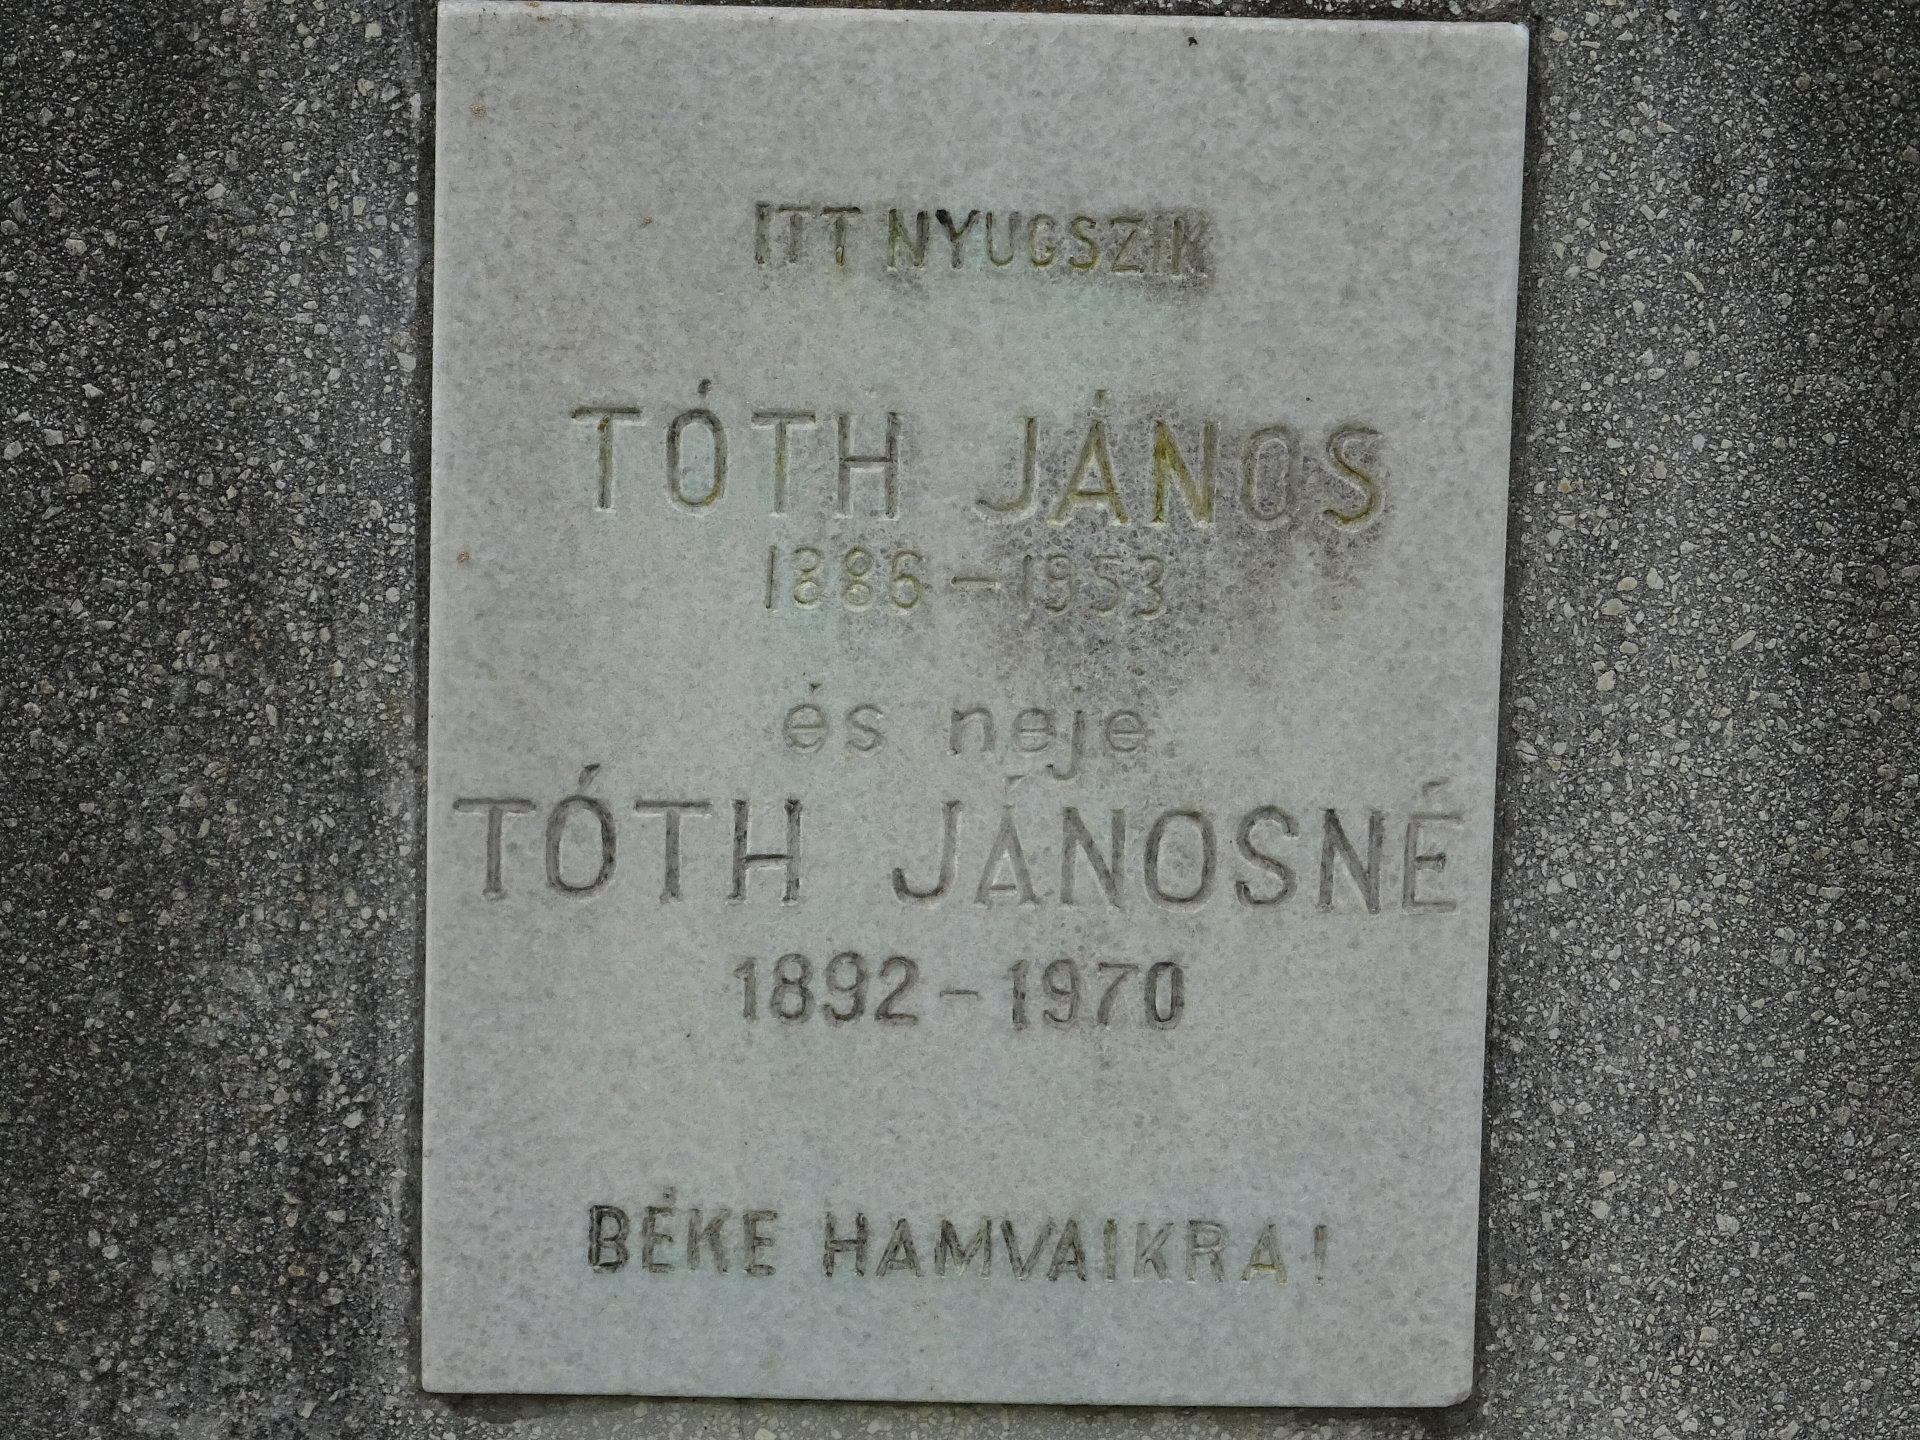 ITT NYUGSZIK
TÓTH JÁNOS
1886-1953
és neje
TÓTH JÁNOSNÉ
1892-1970
BÉKE HAMVAIKRA!